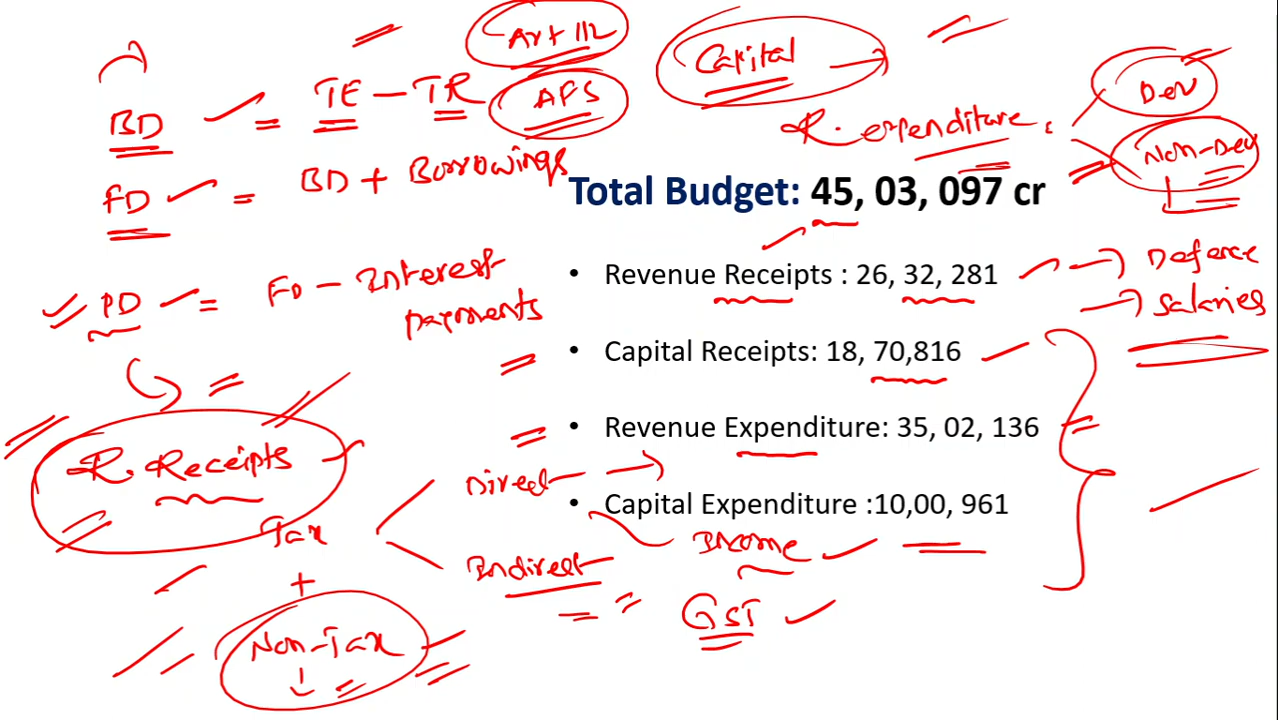 Art 112
Capital
Dev
BD = TE - TR
AFS
R. expenditure
Non-Dev
FD = BD + Borrowings
Total Budget: 45, 03, 097 cr
• Revenue Receipts : 26, 32, 281
Defence
Salaries
PD = FD - Interest
payments
• Capital Receipts: 18, 70,816
• Revenue Expenditure: 35, 02, 136
R. Receipts
Direct
• Capital Expenditure :10,00, 961
Income
Tax
+
Indirect
GST
Non-Tax